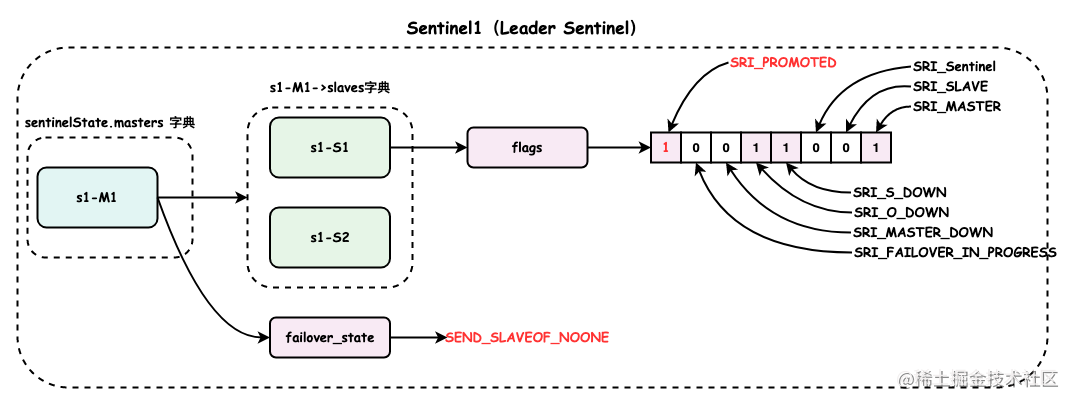 Sentinel1 (Leader Sentinel)
SRI_PROMOTED
SRI_Sentinel
SRI_SLAVE
SRI_MASTER
s1-M1->slaves字典
sentinelState.masters 字典
s1-S1
flags
1 0 0 1 1 0 0 1
s1-M1
SRI_S_DOWN
SRI_O_DOWN
SRI_MASTER_DOWN
SRI_FAILOVER_IN_PROGRESS
s1-S2
failover_state
SEND_SLAVEOF_NOONE
@稀土掘金技术社区